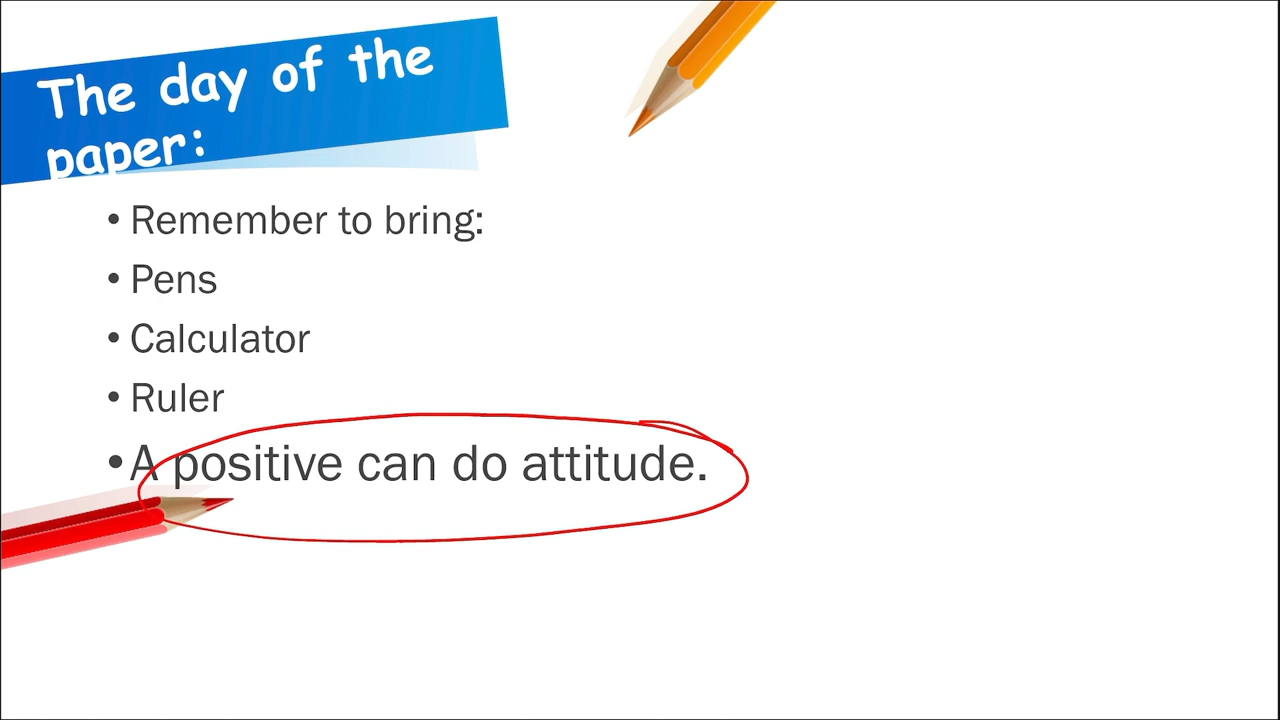 The day of the
paper:
• Remember to bring:
• Pens
• Calculator
• Ruler
• A positive can do attitude.